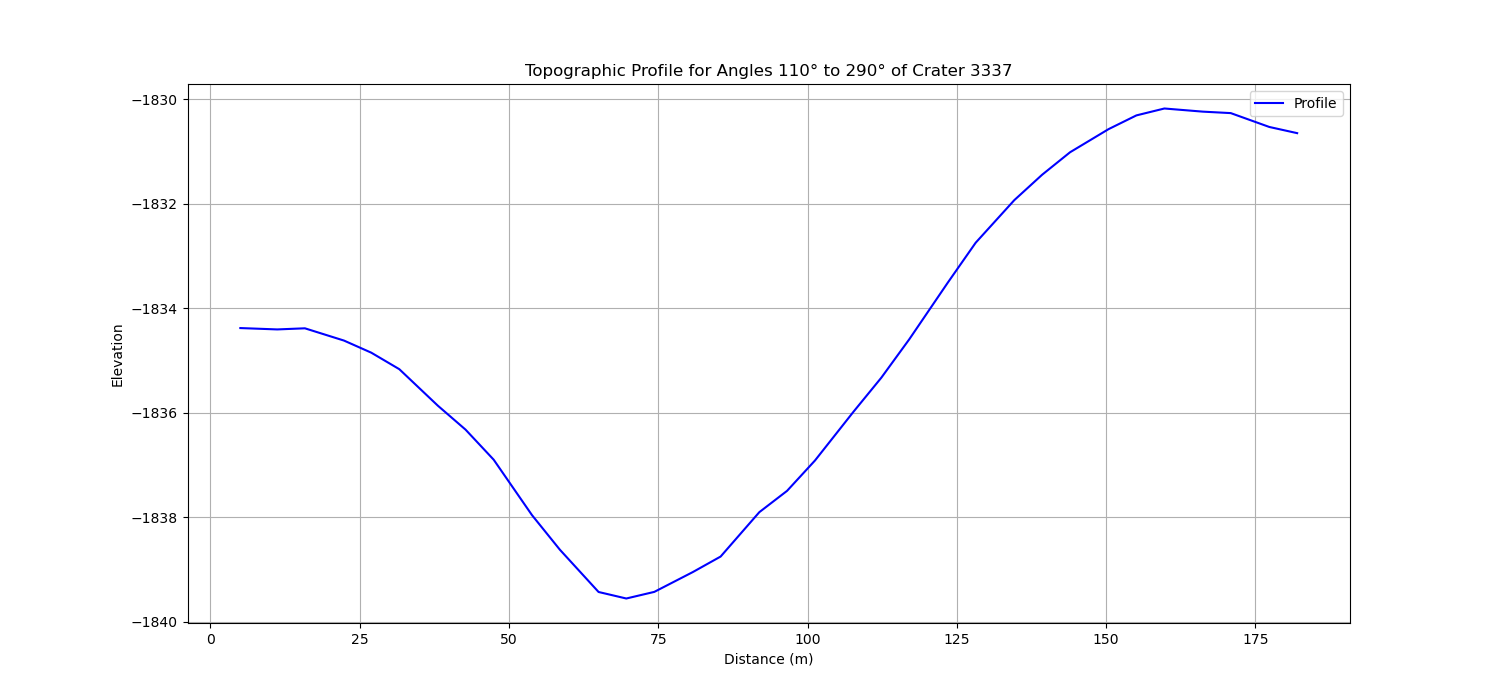 Topographic Profile for Angles 110° to 290° of Crater 3337
Profile
−1830
−1832
−1834
−1836
−1838
−1840
Elevation
0 25 50 75 100 125 150 175
Distance (m)